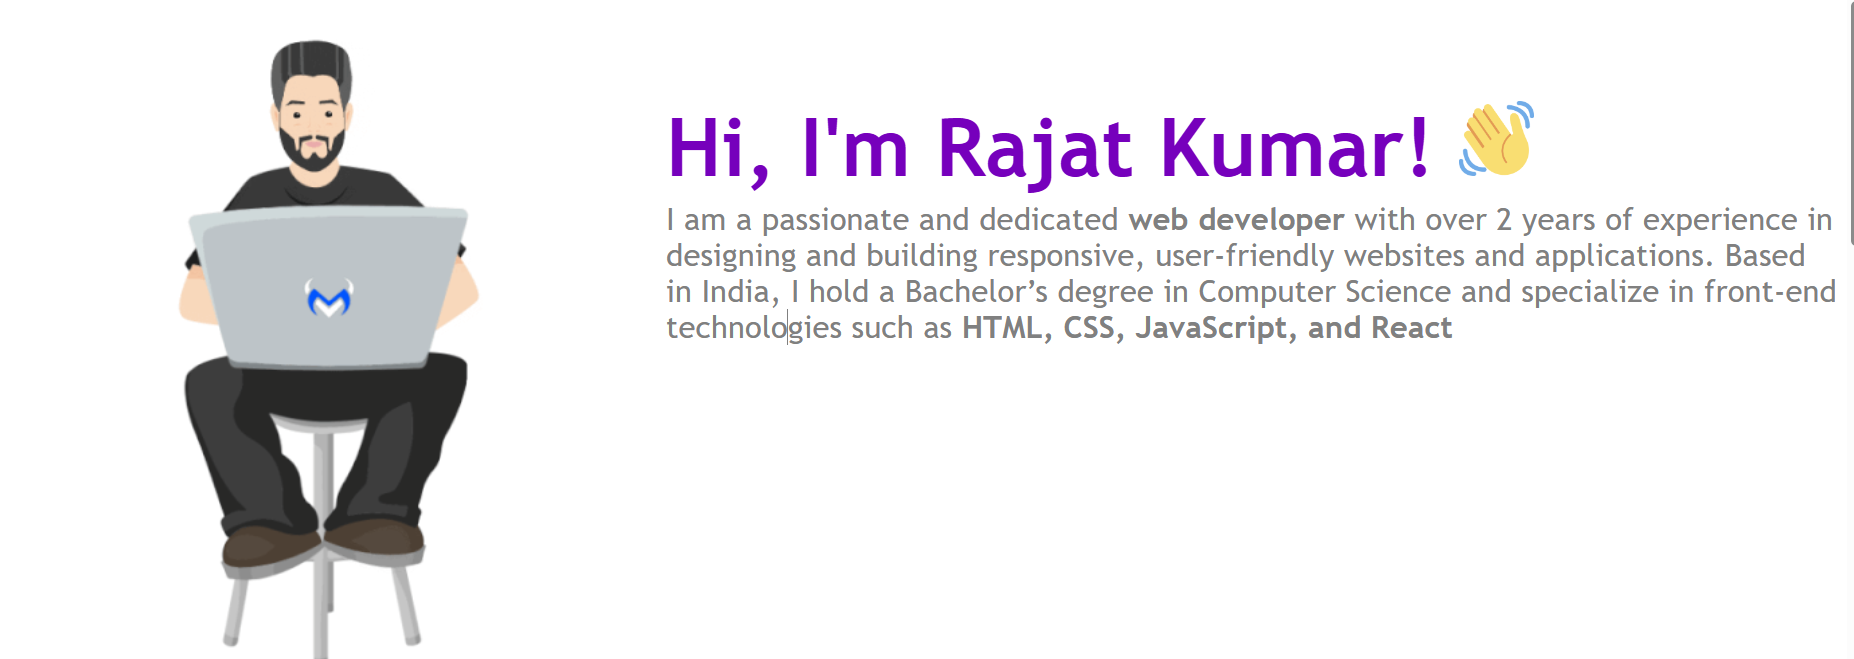 Hi, I'm Rajat Kumar! 👋
I am a passionate and dedicated web developer with over 2 years of experience in
designing and building responsive, user-friendly websites and applications. Based
in India, I hold a Bachelor’s degree in Computer Science and specialize in front-end
technologies such as HTML, CSS, JavaScript, and React